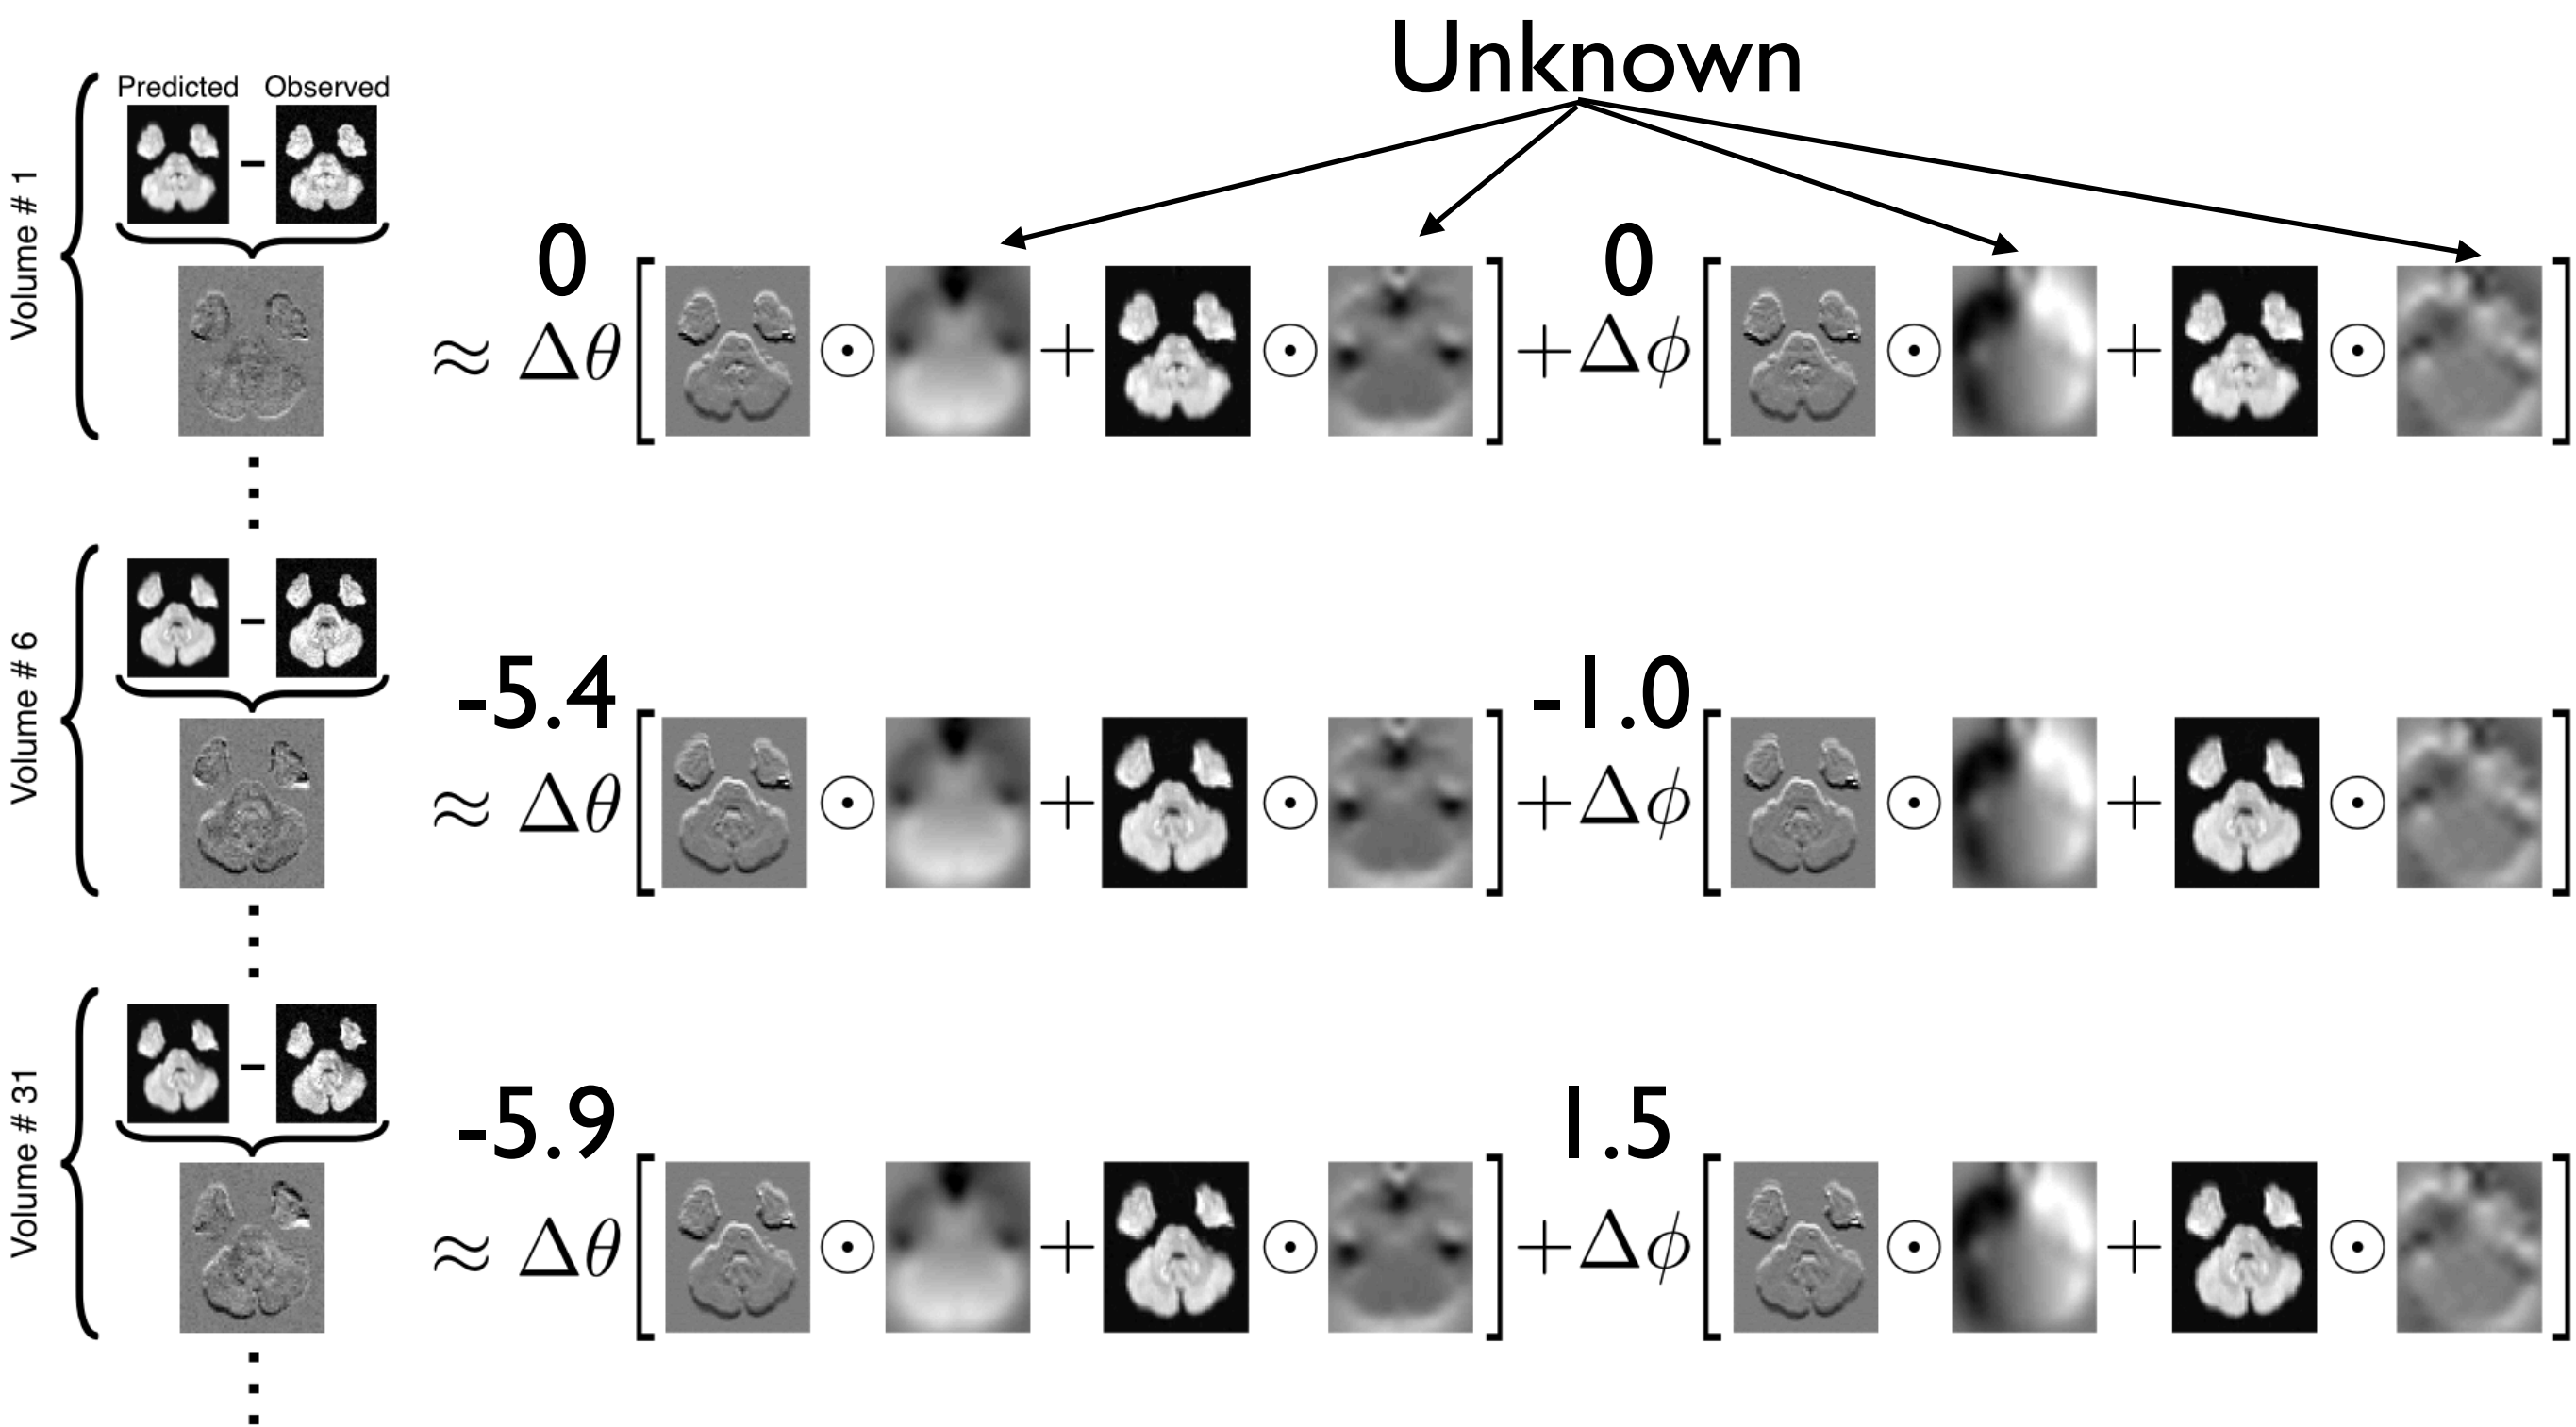 Unknown
Predicted Observed
Volume # 1
−
0 0
≈ Δθ [ ⊙ + ⊙ ] + Δϕ [ ⊙ + ⊙ ]
Volume # 6
−
-5.4 -1.0
≈ Δθ [ ⊙ + ⊙ ] + Δϕ [ ⊙ + ⊙ ]
Volume # 31
−
-5.9 1.5
≈ Δθ [ ⊙ + ⊙ ] + Δϕ [ ⊙ + ⊙ ]